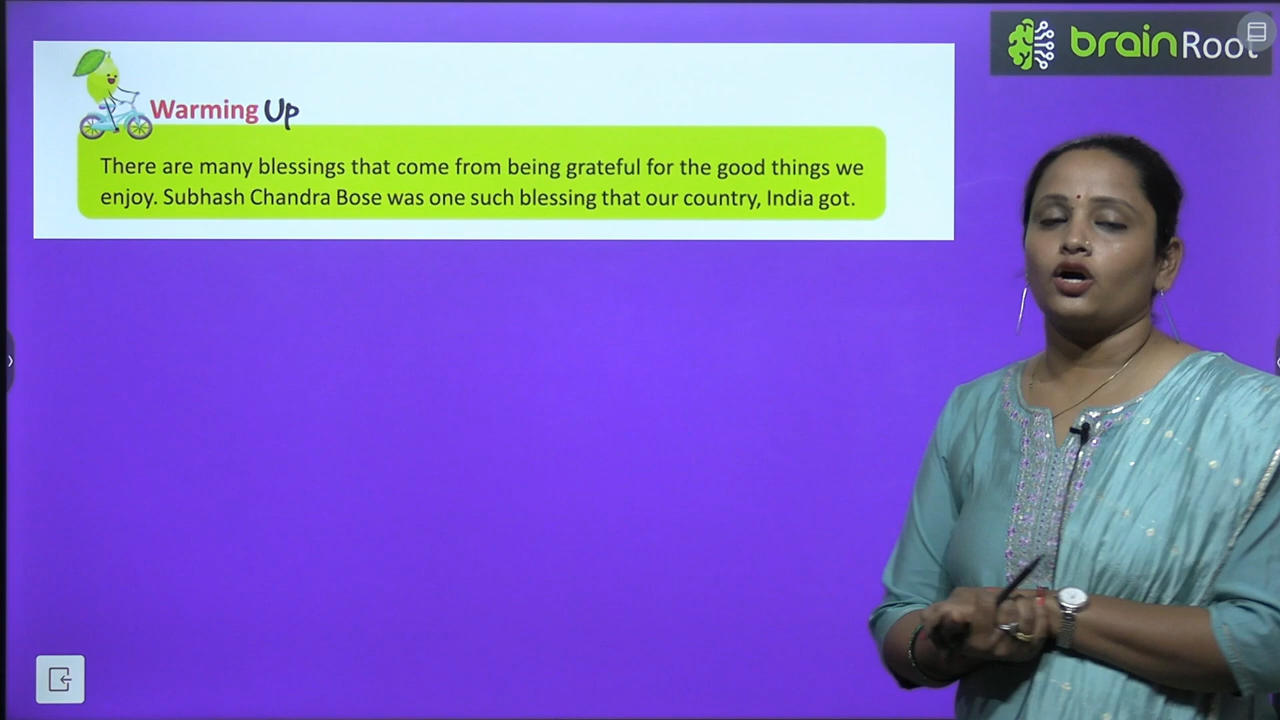 brainRoot
Warming Up
There are many blessings that come from being grateful for the good things we
enjoy. Subhash Chandra Bose was one such blessing that our country, India got.